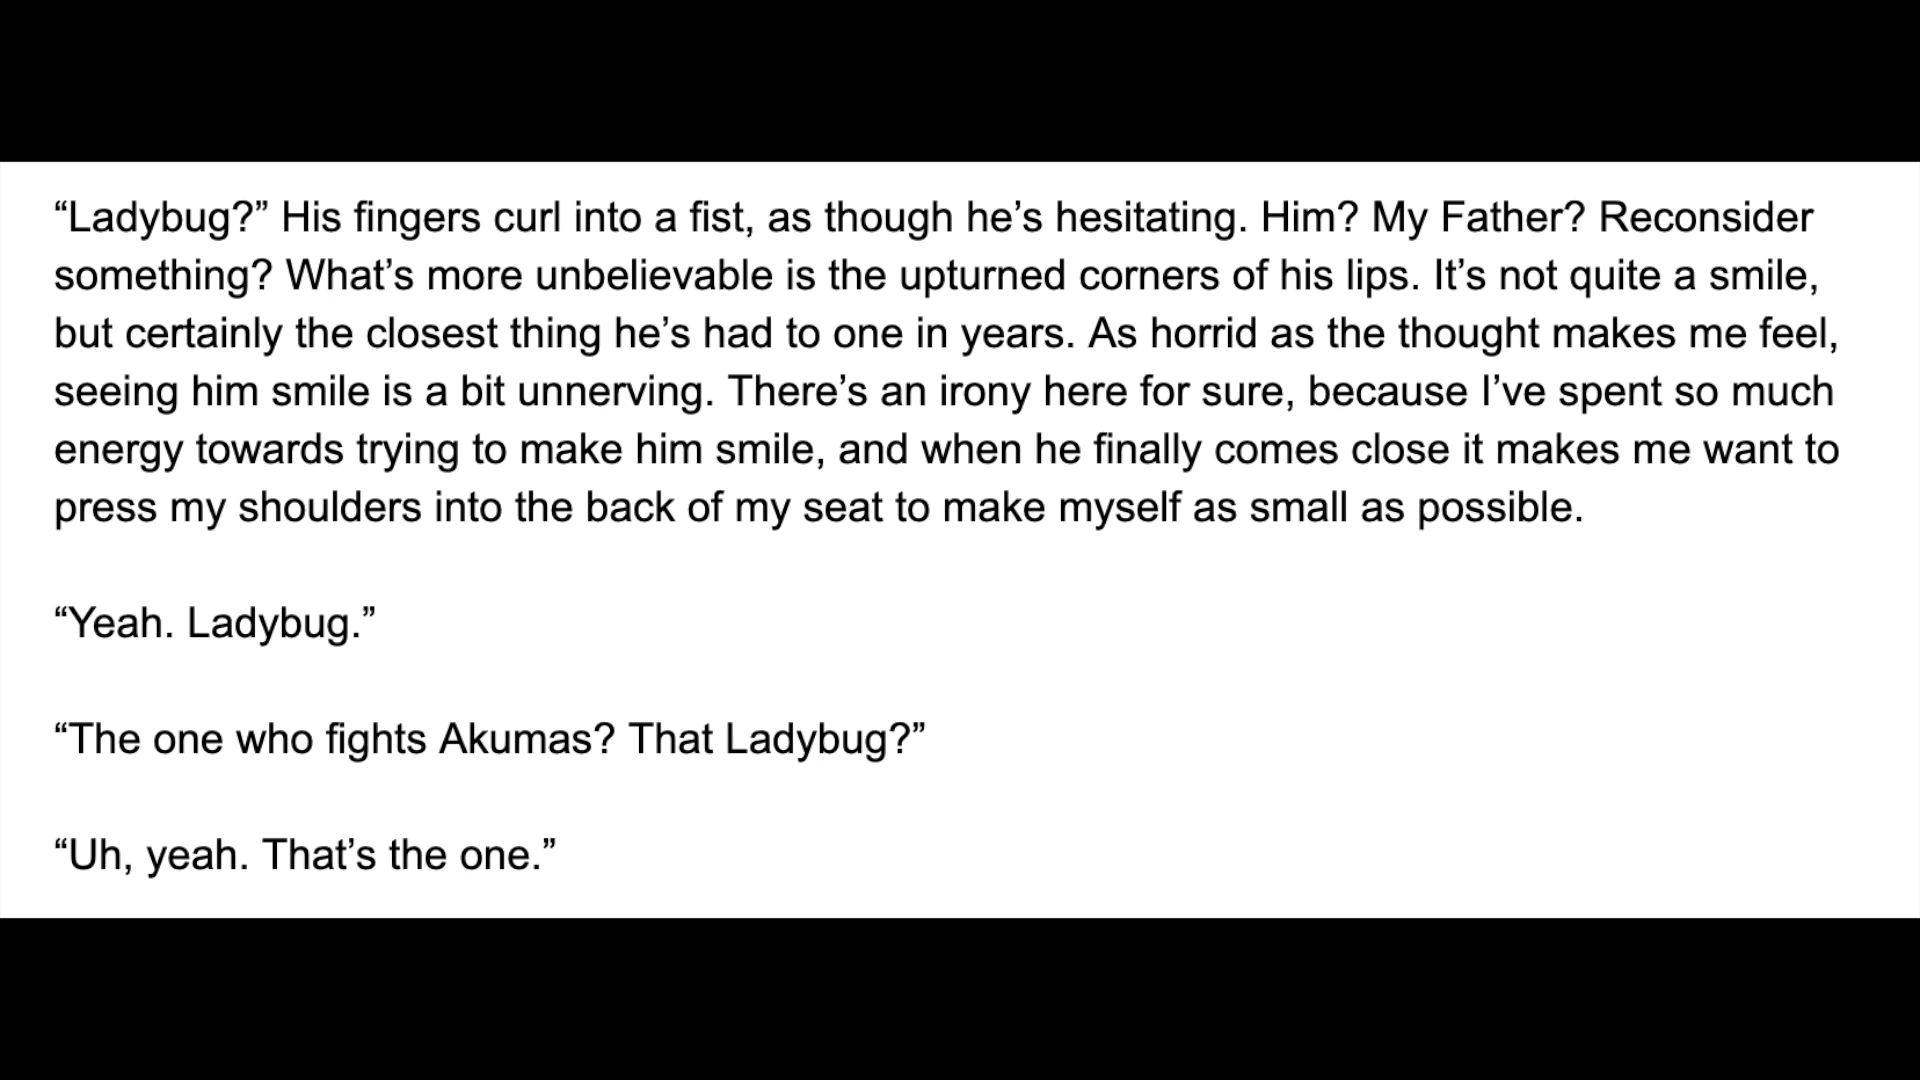 “Ladybug?” His fingers curl into a fist, as though he’s hesitating. Him? My Father? Reconsider
something? What’s more unbelievable is the upturned corners of his lips. It’s not quite a smile,
but certainly the closest thing he’s had to one in years. As horrid as the thought makes me feel,
seeing him smile is a bit unnerving. There’s an irony here for sure, because I’ve spent so much
energy towards trying to make him smile, and when he finally comes close it makes me want to
press my shoulders into the back of my seat to make myself as small as possible.
“Yeah. Ladybug.”
“The one who fights Akumas? That Ladybug?”
“Uh, yeah. That’s the one.”